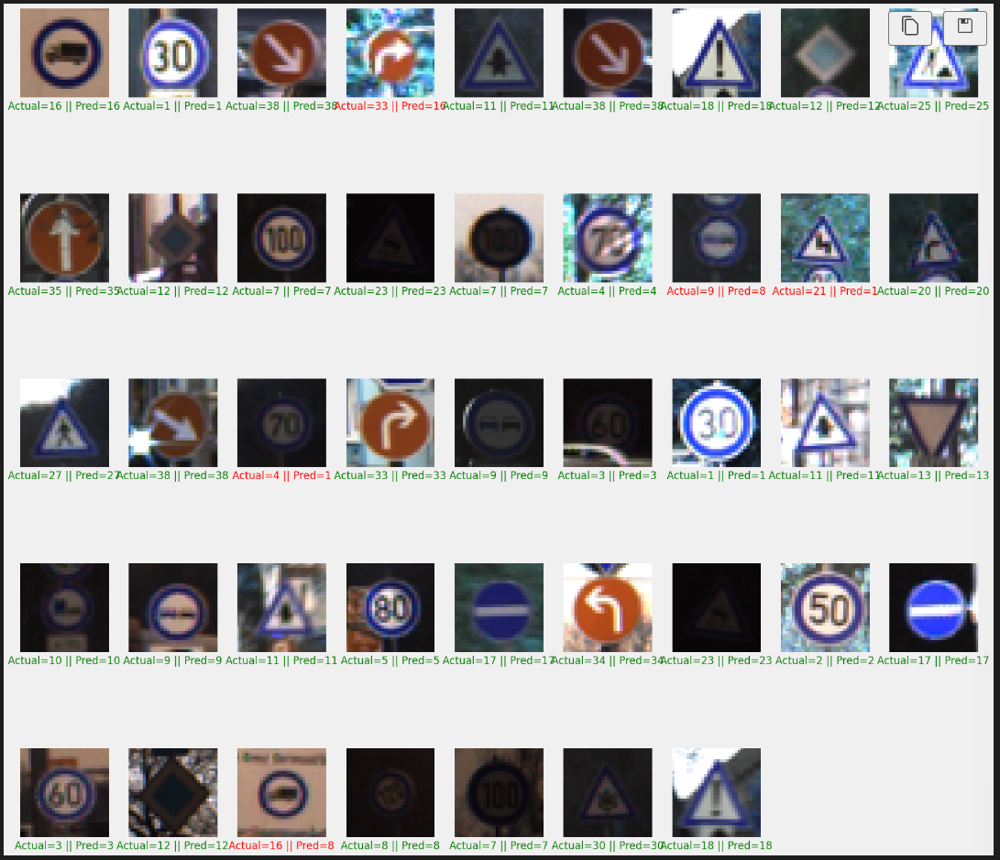 30
Actual=16 || Pred=16 Actual=1 || Pred=1 Actual=38 || Pred=38 Actual=33 || Pred=16 Actual=11 || Pred=11 Actual=38 || Pred=38 Actual=18 || Pred=18 Actual=12 || Pred=12 Actual=25 || Pred=25
100 100 70
Actual=35 || Pred=35 Actual=12 || Pred=12 Actual=7 || Pred=7 Actual=23 || Pred=23 Actual=7 || Pred=7 Actual=4 || Pred=4 Actual=9 || Pred=8 Actual=21 || Pred=1 Actual=20 || Pred=20
70 60 30
Actual=27 || Pred=27 Actual=38 || Pred=38 Actual=4 || Pred=1 Actual=33 || Pred=33 Actual=9 || Pred=9 Actual=3 || Pred=3 Actual=1 || Pred=1 Actual=11 || Pred=11 Actual=13 || Pred=13
80 50
Actual=10 || Pred=10 Actual=9 || Pred=9 Actual=11 || Pred=11 Actual=5 || Pred=5 Actual=17 || Pred=17 Actual=34 || Pred=34 Actual=23 || Pred=23 Actual=2 || Pred=2 Actual=17 || Pred=17
60 100
Actual=3 || Pred=3 Actual=12 || Pred=12 Actual=16 || Pred=8 Actual=8 || Pred=8 Actual=7 || Pred=7 Actual=30 || Pred=30 Actual=18 || Pred=18